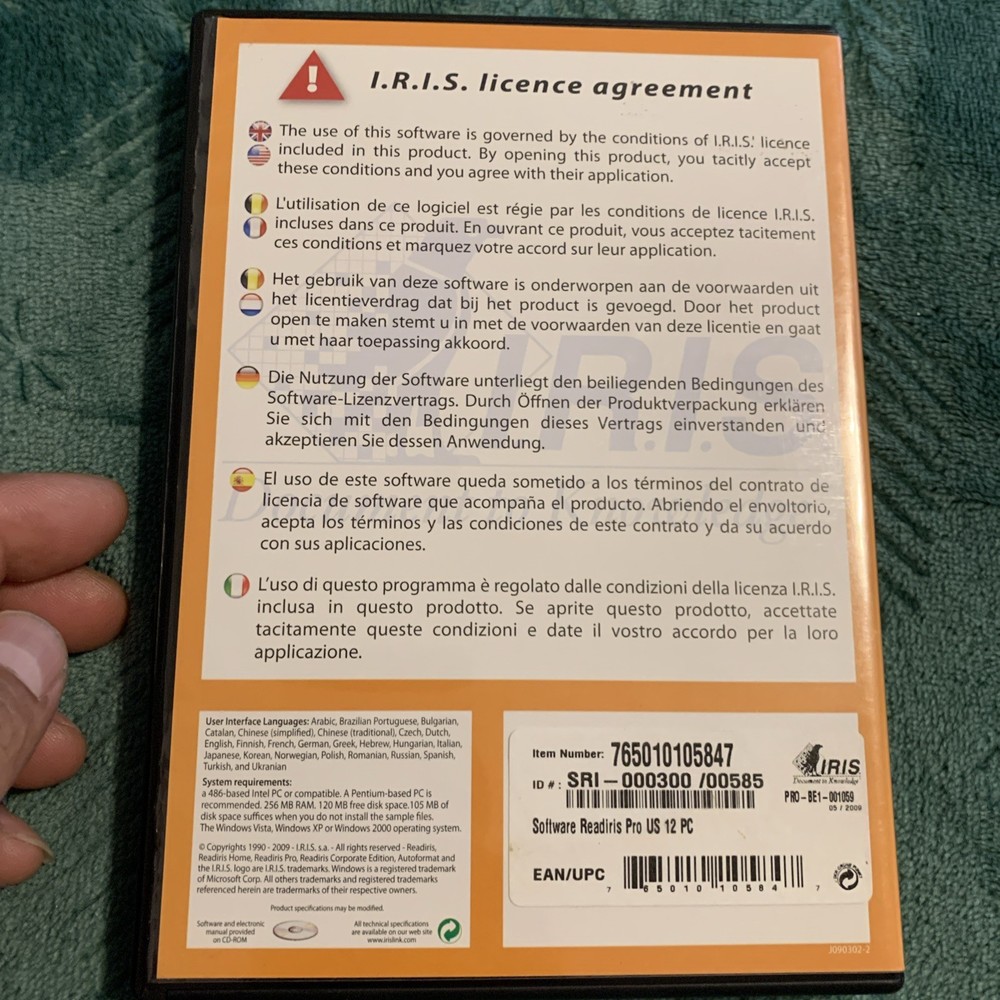 I.R.I.S. licence agreement
The use of this software is governed by the conditions of I.R.I.S.' licence
included in this product. By opening this product, you tacitly accept
these conditions and you agree with their application.
L'utilisation de ce logiciel est régie par les conditions de licence I.R.I.S.
incluses dans ce produit. En ouvrant ce produit, vous acceptez tacitement
ces conditions et marquez votre accord sur leur application.
Het gebruik van deze software is onderworpen aan de voorwaarden uit
het licentieverdrag dat bij het product is gevoegd. Door het product
open te maken stemt u in met de voorwaarden van deze licentie en gaat
u met haar toepassing akkoord.
Die Nutzung der Software unterliegt den beiliegenden Bedingungen des
Software-Lizenzvertrags. Durch Öffnen der Produktverpackung erklären
Sie sich mit den Bedingungen dieses Vertrags einverstanden und
akzeptieren Sie dessen Anwendung.
El uso de este software queda sometido a los términos del contrato de
licencia de software que acompaña el producto. Abriendo el envoltorio,
acepta los términos y las condiciones de este contrato y da su acuerdo
con sus aplicaciones.
L'uso di questo programma è regolato dalle condizioni della licenza I.R.I.S.
inclusa in questo prodotto. Se aprite questo prodotto, accettate
tacitamente queste condizioni e date il vostro accordo per la loro
applicazione.
I.R.I.S
Document to Knowledge
User Interface Languages: Arabic, Brazilian Portuguese, Bulgarian,
Catalan, Chinese (simplified), Chinese (traditional), Czech, Dutch,
English, Finnish, French, German, Greek, Hebrew, Hungarian, Italian,
Japanese, Korean, Norwegian, Polish, Romanian, Russian, Spanish,
Turkish, and Ukranian
System requirements:
a 486-based Intel PC or compatible. A Pentium-based PC is
recommended. 256 MB RAM. 120 MB free disk space.105 MB of
disk space suffices when you do not install the sample files.
The Windows Vista, Windows XP or Windows 2000 operating system.
© Copyrights 1990 - 2009 - I.R.I.S. s.a. - All rights reserved - Readiris,
Readiris Home, Readiris Pro, Readiris Corporate Edition, Autoformat and
the I.R.I.S. logo are I.R.I.S. trademarks. Windows is a registered trademark
of Microsoft Corp. All others trademarks and registered trademarks
referenced herein are trademarks of their respective owners.
Product specifications may be modified.
Software and electronic
manual provided
on CD-ROM
All technical specifications
are available on our web site
www.irislink.com
Item Number: 765010105847
ID # : SRI-000300 /00585
IRIS
Document to Knowledge
PRO-BE1-001059
05 / 2009
Software Readiris Pro US 12 PC
EAN/UPC
7 65010 10584 7
J090302-2